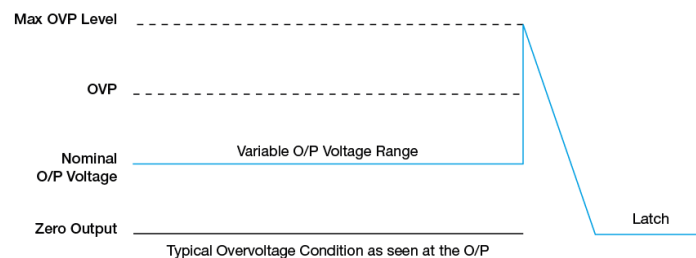 Max OVP Level
OVP
Variable O/P Voltage Range
Nominal
O/P Voltage
Latch
Zero Output
Typical Overvoltage Condition as seen at the O/P